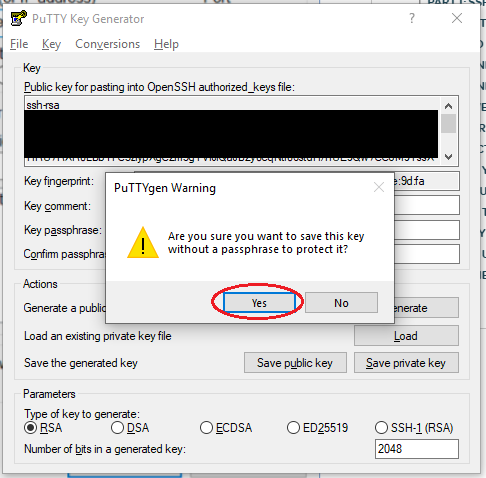 PuTTY Key Generator
?
File Key Conversions Help
Key
Public key for pasting into OpenSSH authorized_keys file:
ssh-rsa
Key fingerprint: 9d:fa
Key comment:
Key passphrase:
Confirm passphra
PuTTYgen Warning
Are you sure you want to save this key
without a passphrase to protect it?
Yes No
Actions
Generate a public enerate
Load an existing private key file Load
Save the generated key Save public key Save private key
Parameters
Type of key to generate:
RSA DSA ECDSA ED25519 SSH-1 (RSA)
Number of bits in a generated key: 2048